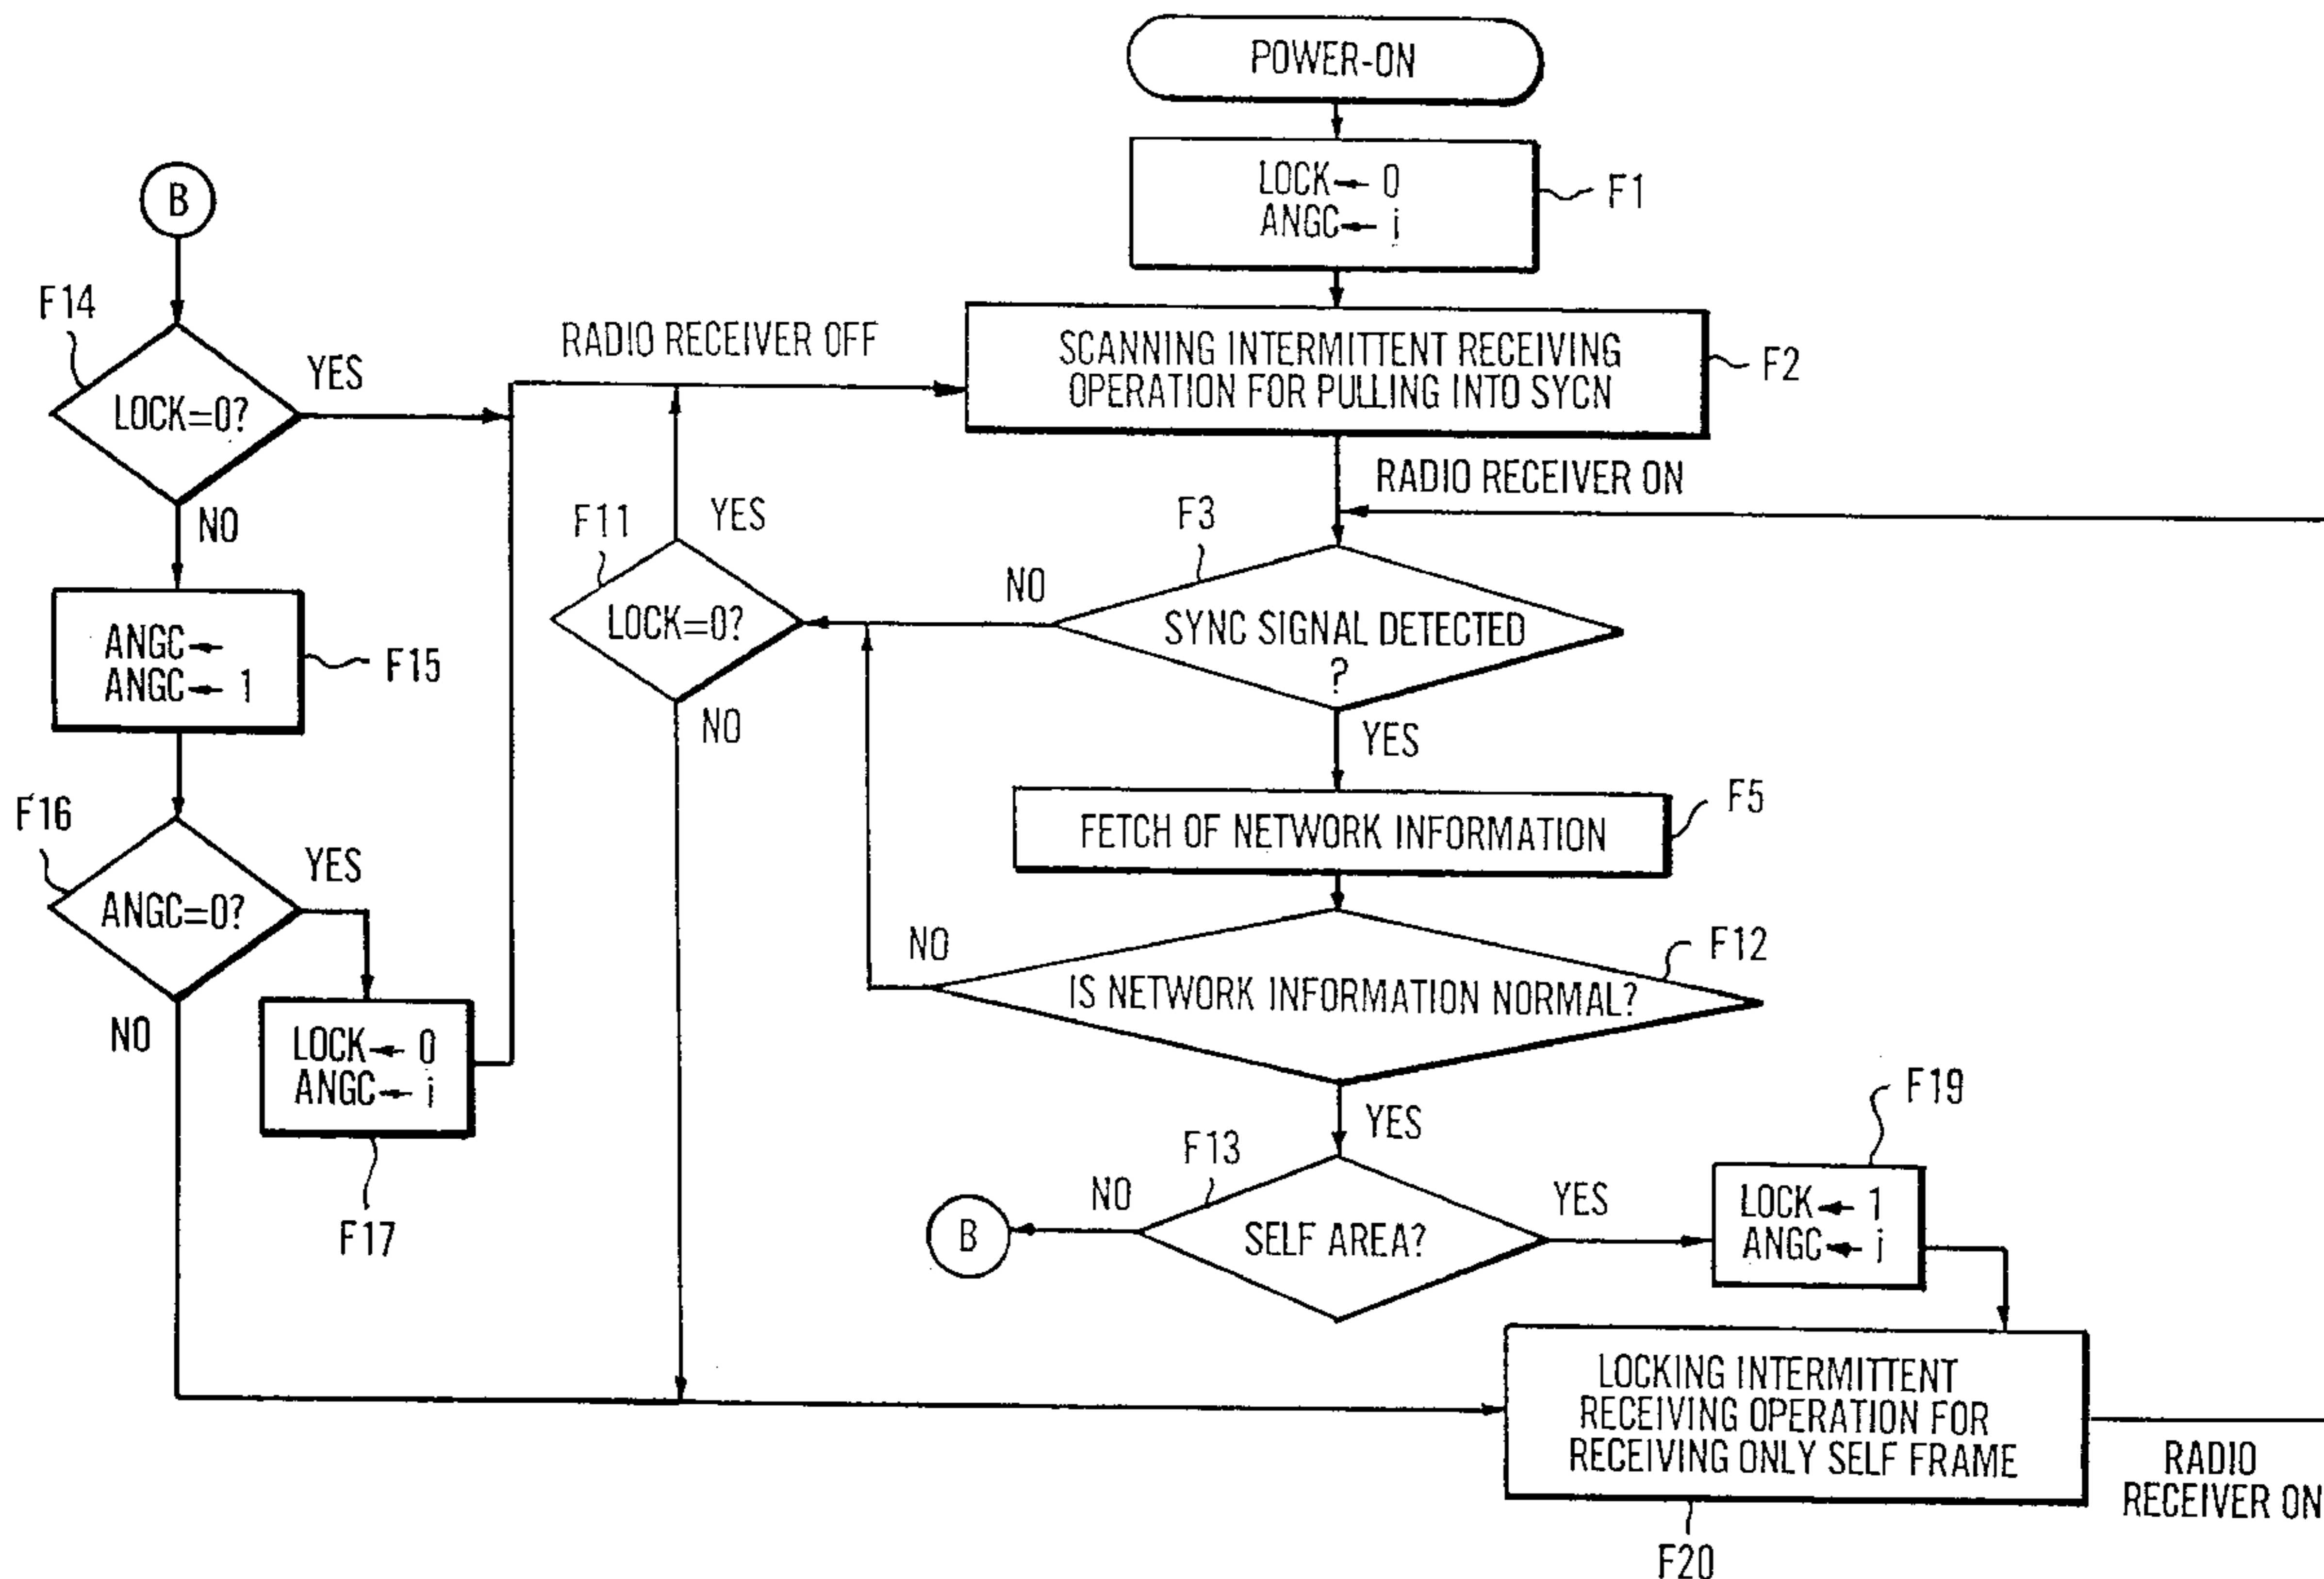 POWER-ON
LOCK← 0
ANGC← i
F1
B
F14
LOCK=0?
YES
NO
RADIO RECEIVER OFF
SCANNING INTERMITTENT RECEIVING
OPERATION FOR PULLING INTO SYCN
F2
RADIO RECEIVER ON
F11
LOCK=0?
YES
NO
F3
NO
SYNC SIGNAL DETECTED
?
YES
ANGC←
ANGC← 1
F15
FETCH OF NETWORK INFORMATION
F5
F16
ANGC=0?
YES
NO
LOCK← 0
ANGC← i
F17
NO
IS NETWORK INFORMATION NORMAL?
F12
YES
F13
NO
B
SELF AREA?
YES
F19
LOCK← 1
ANGC← i
LOCKING INTERMITTENT
RECEIVING OPERATION FOR
RECEIVING ONLY SELF FRAME
F20
RADIO
RECEIVER ON